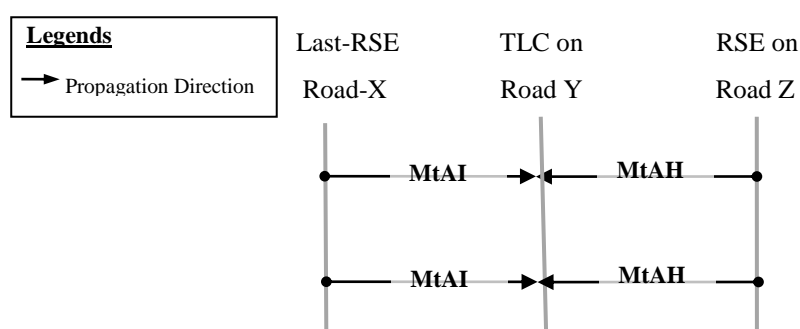 Legends
Propagation Direction
Last-RSE
Road-X
TLC on
Road Y
RSE on
Road Z
MtAI
MtAH
MtAI
MtAH